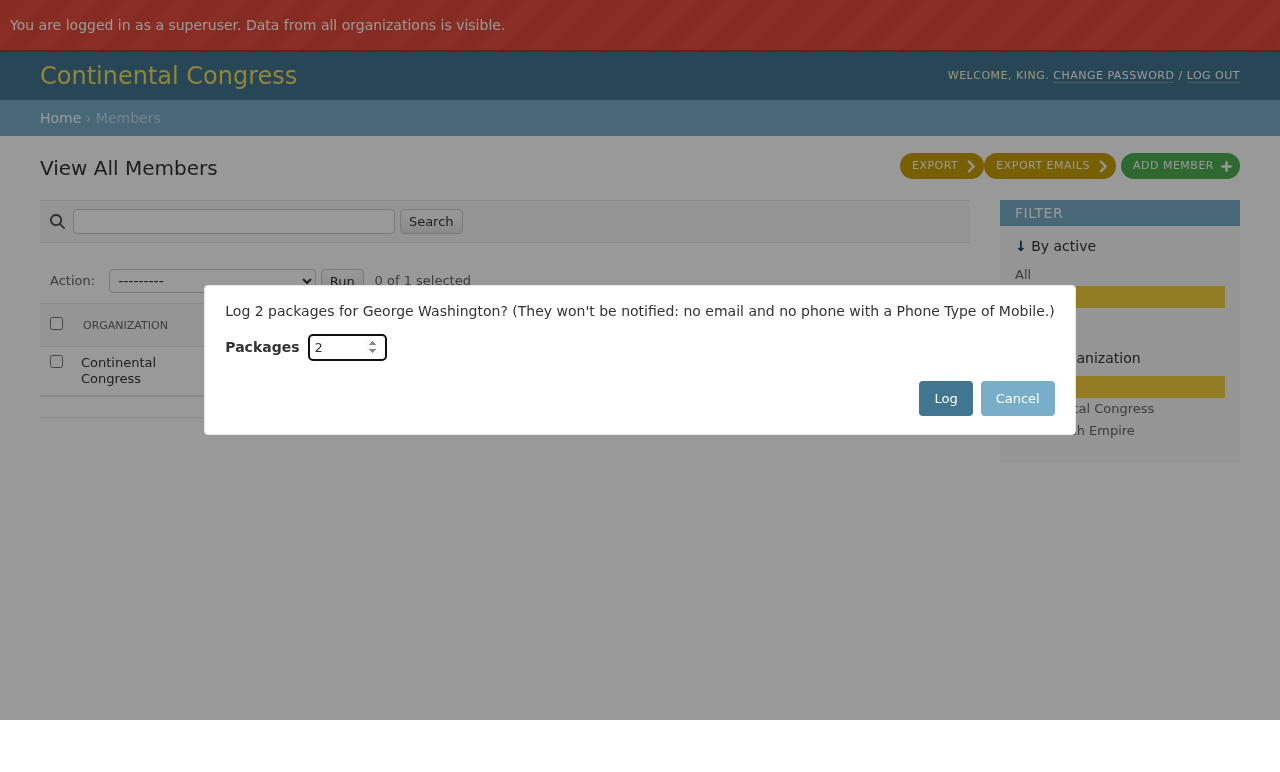 You are logged in as a superuser. Data from all organizations is visible.
Continental Congress
WELCOME, KING. CHANGE PASSWORD / LOG OUT
Home › Members
View All Members
EXPORT
EXPORT EMAILS
ADD MEMBER
Search
FILTER
↓ By active
All
Action:
---------
Run
0 of 1 selected
Log 2 packages for George Washington? (They won't be notified: no email and no phone with a Phone Type of Mobile.)
Packages
2
Log
Cancel
ORGANIZATION
Continental
Congress